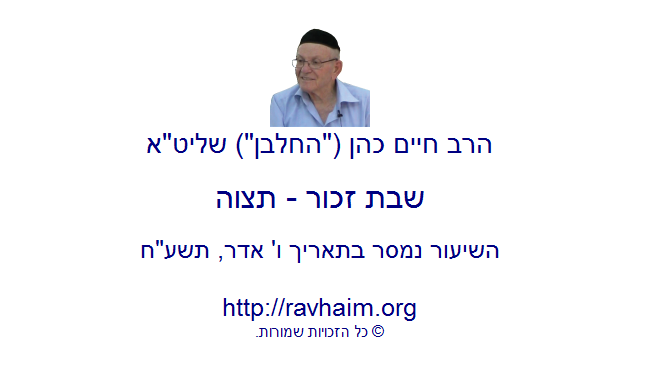 הרב חיים כהן ("החלבן") שליט"א
שבת זכור - תצוה
השיעור נמסר בתאריך ו' אדר, תשע"ח
http://ravhaim.org
© כל הזכויות שמורות.